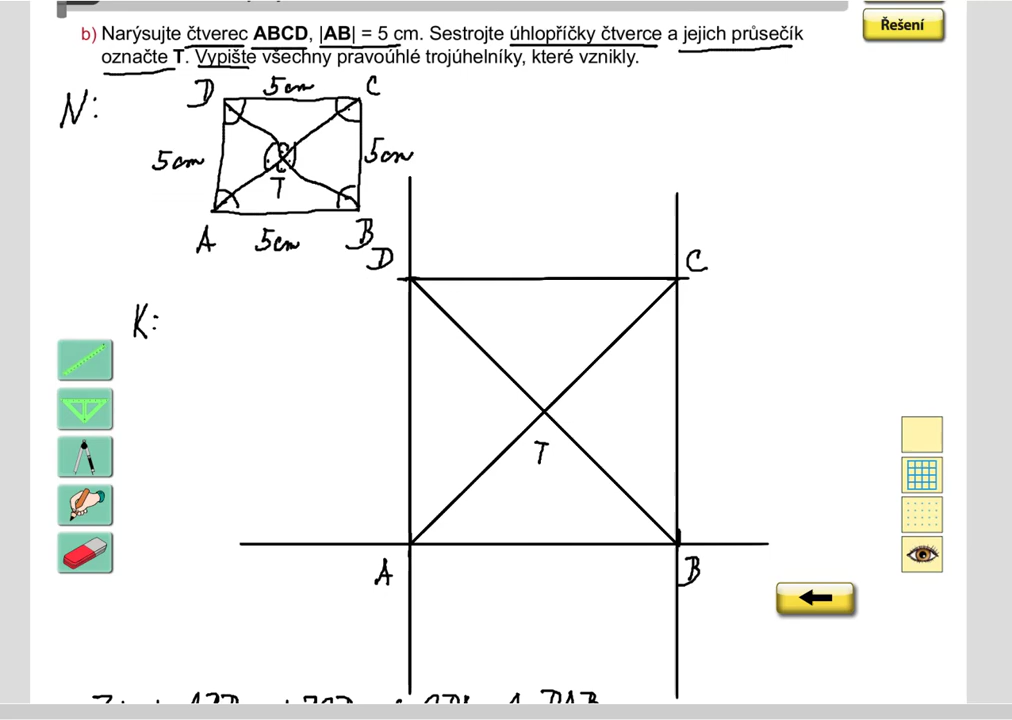 b) Narýsujte čtverec ABCD, |AB| = 5 cm. Sestrojte úhlopříčky čtverce a jejich průsečík
označte T. Vypište všechny pravoúhlé trojúhelníky, které vznikly.
Řešení
N:
D 5cm C
5cm 5cm
T
A 5cm B
D C
K:
T
A B